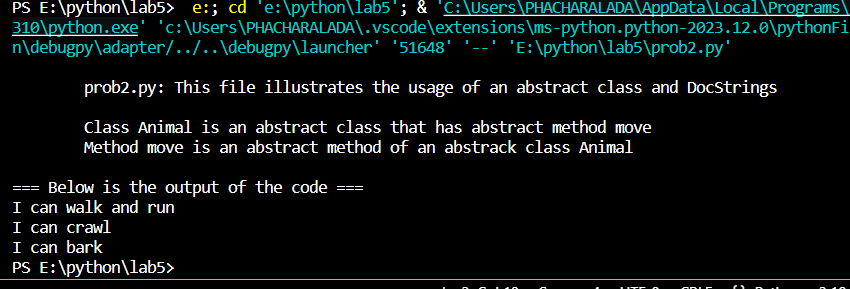 PS E:\python\lab5>  e:; cd 'e:\python\lab5'; & 'C:\Users\PHACHARALADA\AppData\Local\Programs\
310\python.exe' 'c:\Users\PHACHARALADA\.vscode\extensions\ms-python.python-2023.12.0\pythonFi
n\debugpy\adapter/../..\debugpy\launcher' '51648' '--' 'E:\python\lab5\prob2.py'
prob2.py: This file illustrates the usage of an abstract class and DocStrings
Class Animal is an abstract class that has abstract method move
Method move is an abstract method of an abstrack class Animal
=== Below is the output of the code ===
I can walk and run
I can crawl
I can bark
PS E:\python\lab5>